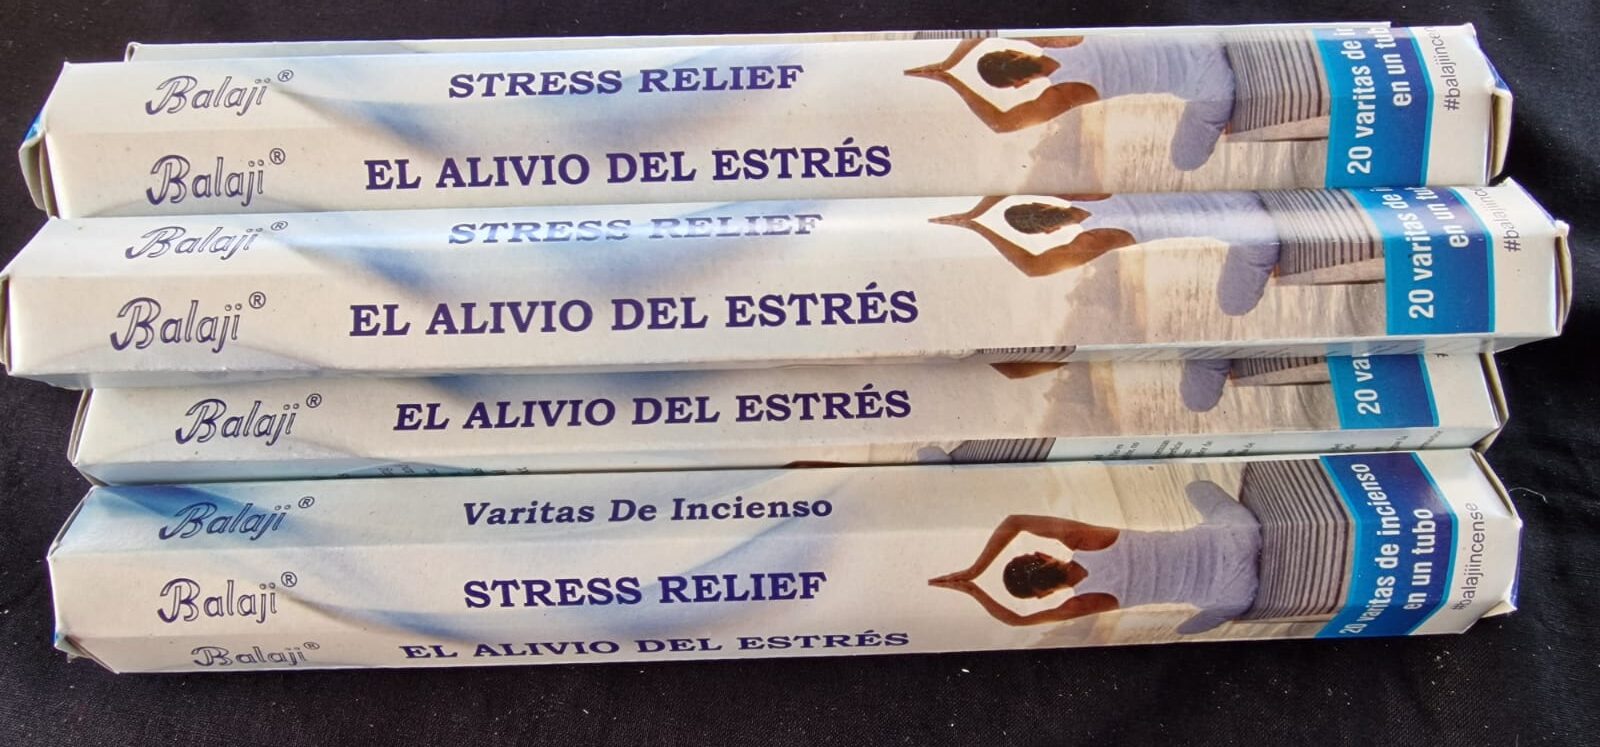 Balaji®
STRESS RELIEF
Balaji®
EL ALIVIO DEL ESTRÉS
20 varitas de
en un tubo
#balajiince
Balaji®
STRESS RELIEF
Balaji®
EL ALIVIO DEL ESTRÉS
20 varitas de
en un
Balaji®
EL ALIVIO DEL ESTRÉS
20
Balaji®
Varitas De Incienso
Balaji®
STRESS RELIEF
Balaji®
EL ALIVIO DEL ESTRÉS
20 varitas de incienso
en un tubo
#balajiincense